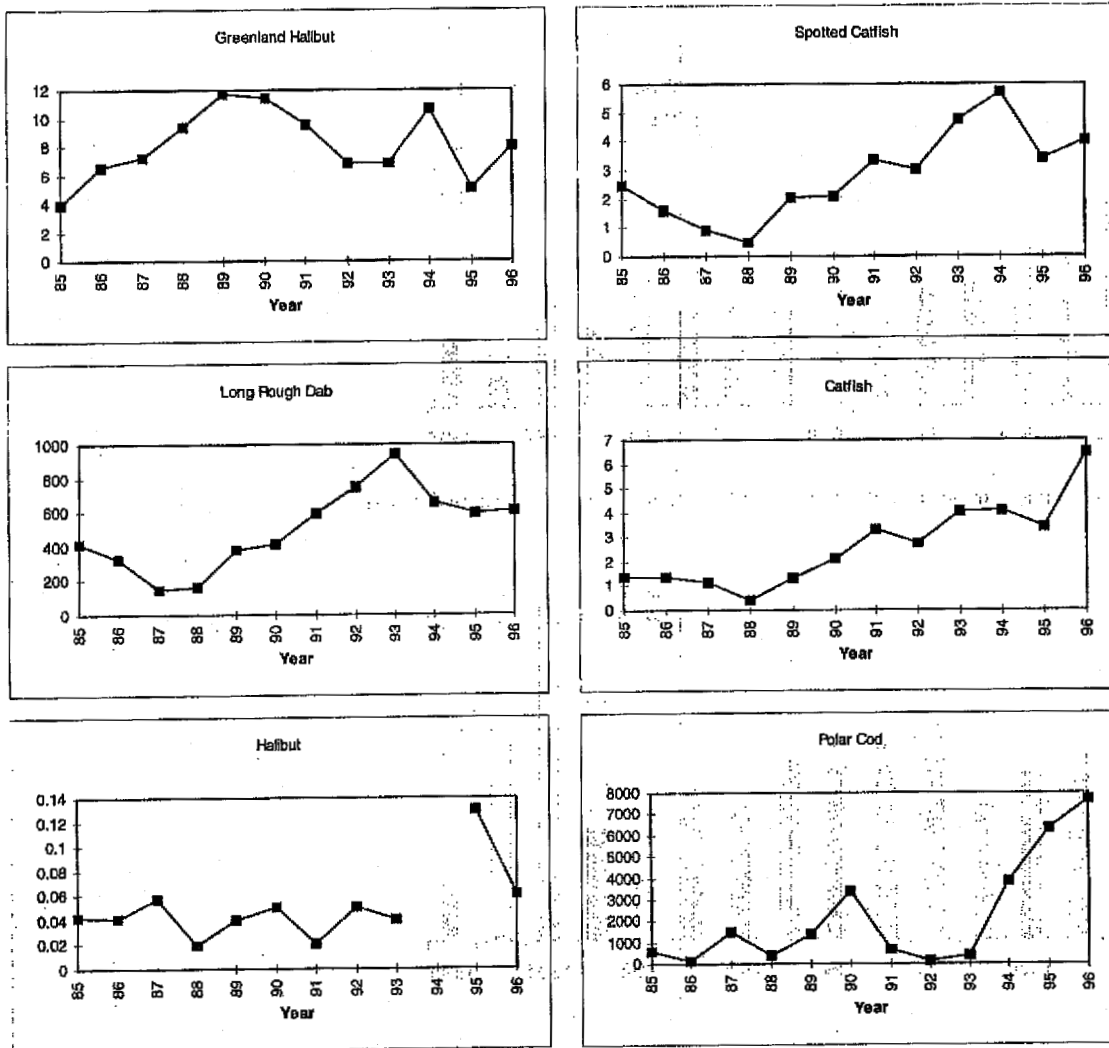 Greenland Halibut
12
10
8
6
4
2
0
85 86 87 88 89 90 91 92 93 94 95 96
Year
Spotted Catfish
6
5
4
3
2
1
0
85 86 87 88 89 90 91 92 93 94 95 96
Year
Long Rough Dab
1000
800
600
400
200
0
85 86 87 88 89 90 91 92 93 94 95 96
Year
Catfish
7
6
5
4
3
2
1
0
85 86 87 88 89 90 91 92 93 94 95 96
Year
Halibut
0.14
0.12
0.1
0.08
0.06
0.04
0.02
0
85 86 87 88 89 90 91 92 93 94 95 96
Year
Polar Cod
8000
7000
6000
5000
4000
3000
2000
1000
0
85 86 87 88 89 90 91 92 93 94 95 96
Year